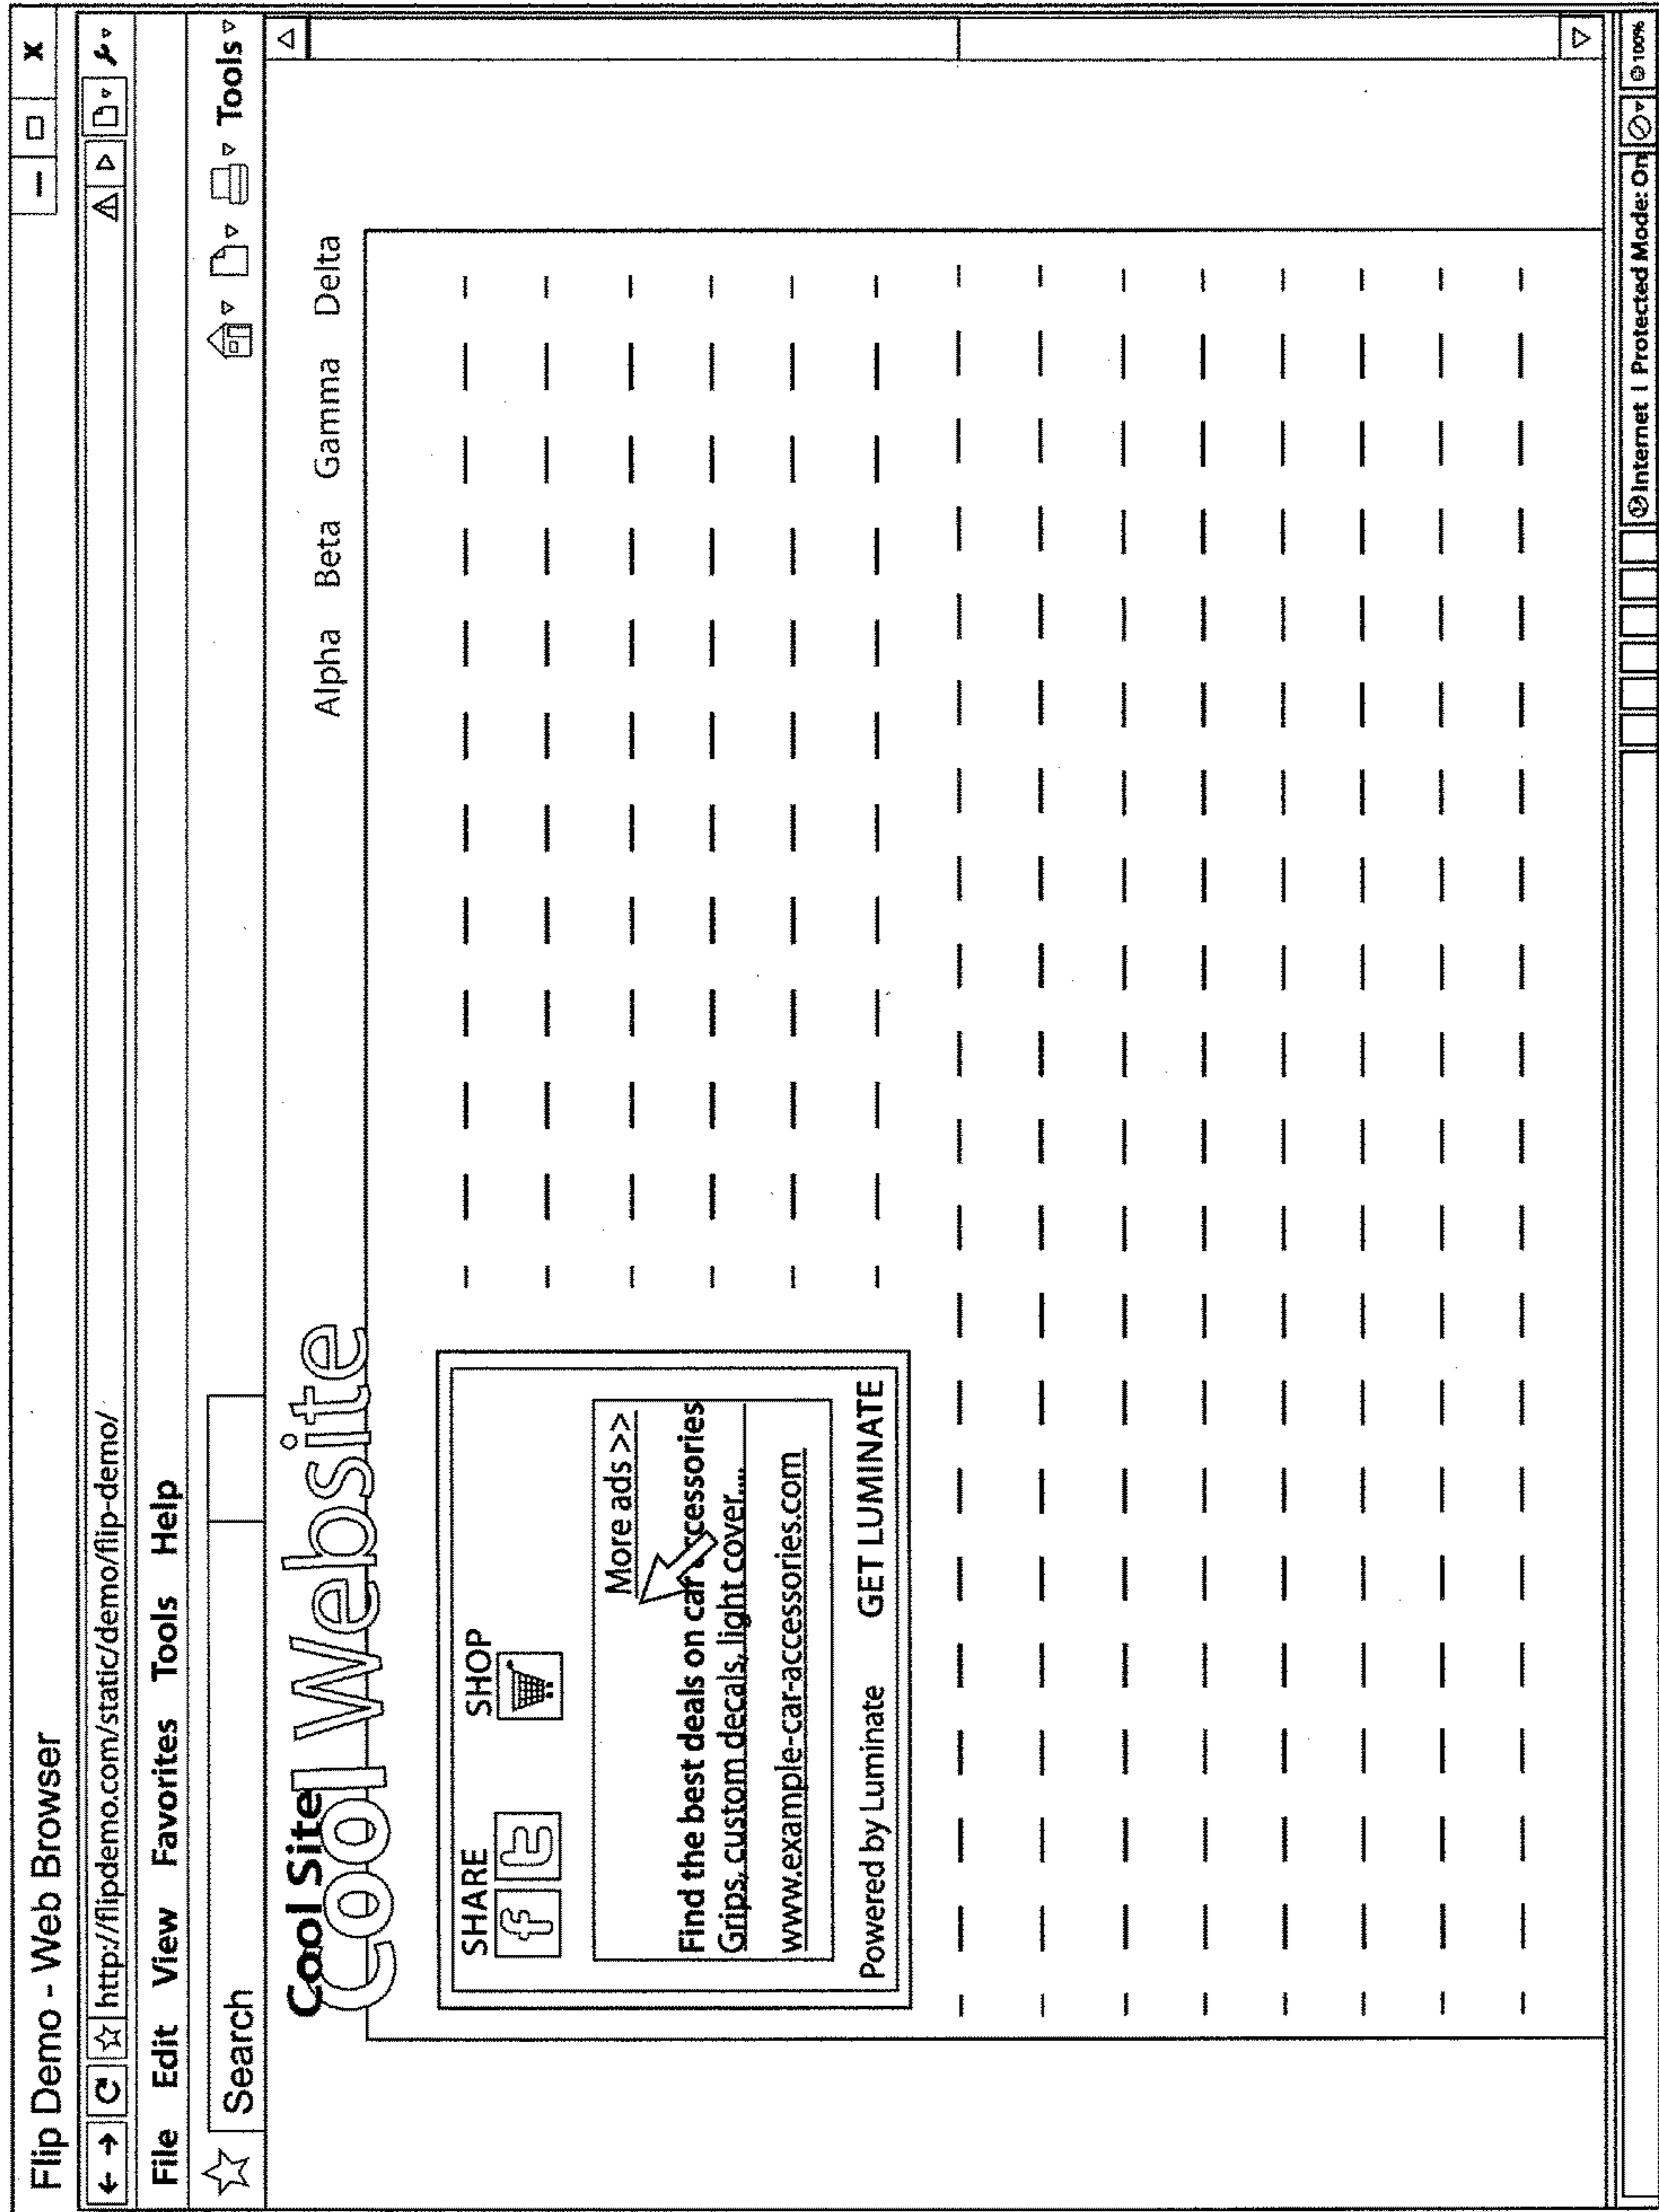 Flip Demo - Web Browser
http://flipdemo.com/static/demo/flip-demo/
File Edit View Favorites Tools Help
Search
Tools
Cool Site
Cool Website
Alpha Beta Gamma Delta
SHARE SHOP
f t
More ads >>
Find the best deals on car accessories
Grips, custom decals, light cover....
www.example-car-accessories.com
Powered by Luminate GET LUMINATE
Internet | Protected Mode: On 100%